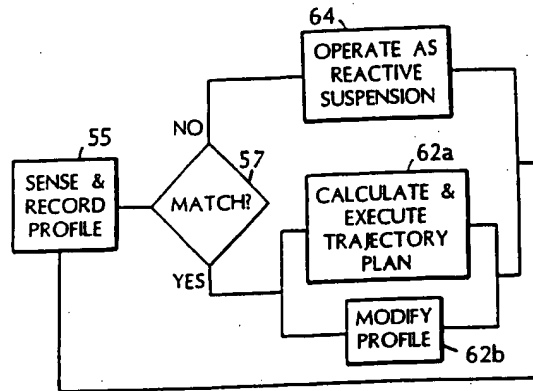 64
OPERATE AS
REACTIVE
SUSPENSION
NO
55
57
62a
SENSE &
RECORD
PROFILE
MATCH?
CALCULATE &
EXECUTE
TRAJECTORY
PLAN
YES
MODIFY
PROFILE
62b